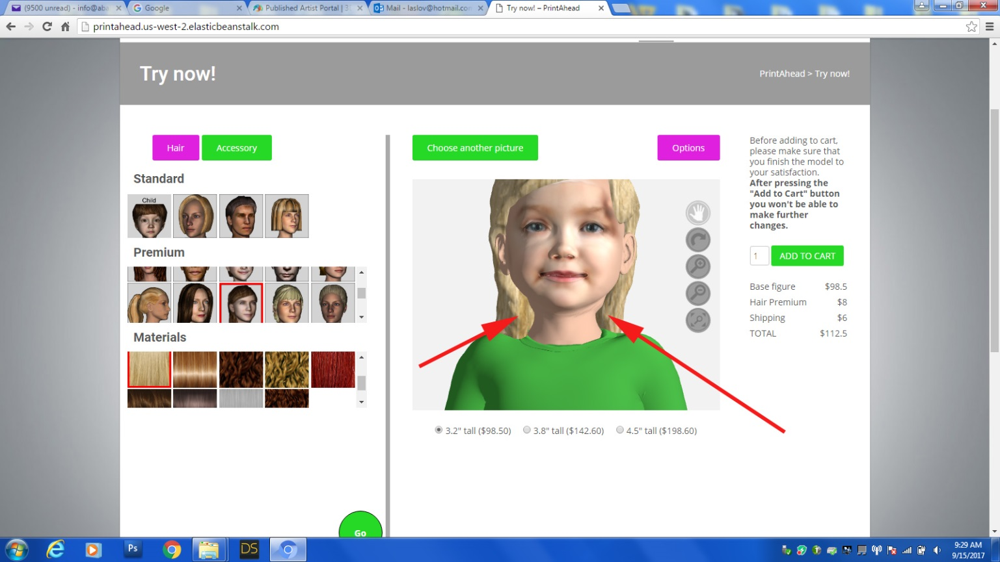 (9500 unread) - info@aba
Google
Published Artist Portal | 3D
Mail - laslov@hotmail.com
Try now! – PrintAhead
printahead.us-west-2.elasticbeanstalk.com
Try now!
PrintAhead > Try now!
Hair
Accessory
Choose another picture
Options
Standard
Child
Premium
Materials
Before adding to cart,
please make sure that
you finish the model to
your satisfaction.
After pressing the
"Add to Cart" button
you won't be able to
make further
changes.
1
ADD TO CART
Base figure $98.5
Hair Premium $8
Shipping $6
TOTAL $112.5
3.2" tall ($98.50)
3.8" tall ($142.60)
4.5" tall ($198.60)
Go
Ps
DS
9:29 AM
9/15/2017